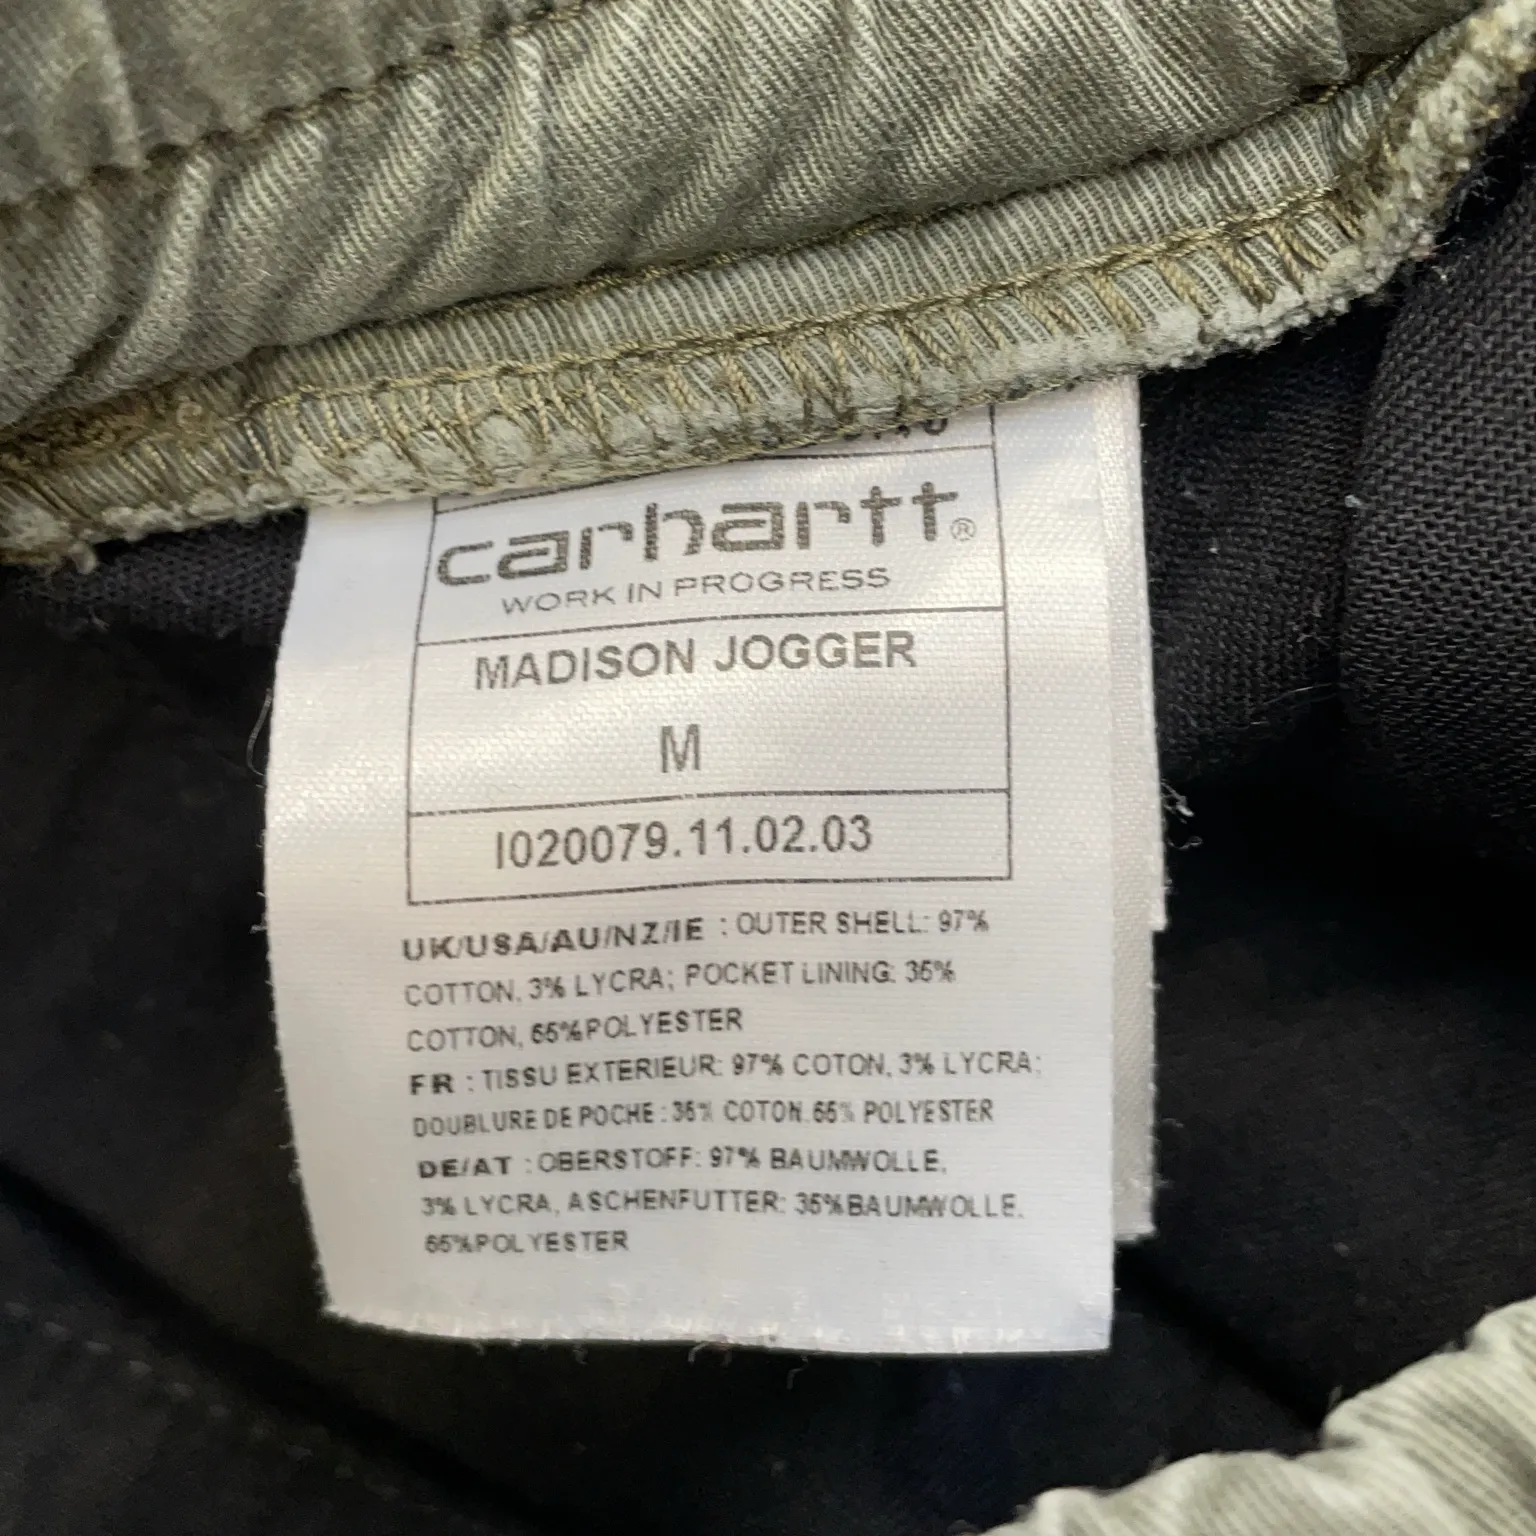 carhartt®
WORK IN PROGRESS
MADISON JOGGER
M
I020079.11.02.03
UK/USA/AU/NZ/IE : OUTER SHELL: 97%
COTTON, 3% LYCRA; POCKET LINING: 35%
COTTON, 65%POLYESTER
FR : TISSU EXTERIEUR: 97% COTON, 3% LYCRA;
DOUBLURE DE POCHE : 35% COTON.65% POLYESTER
DE/AT : OBERSTOFF: 97% BAUMWOLLE,
3% LYCRA, ASCHENFUTTER: 35%BAUMWOLLE.
65%POLYESTER